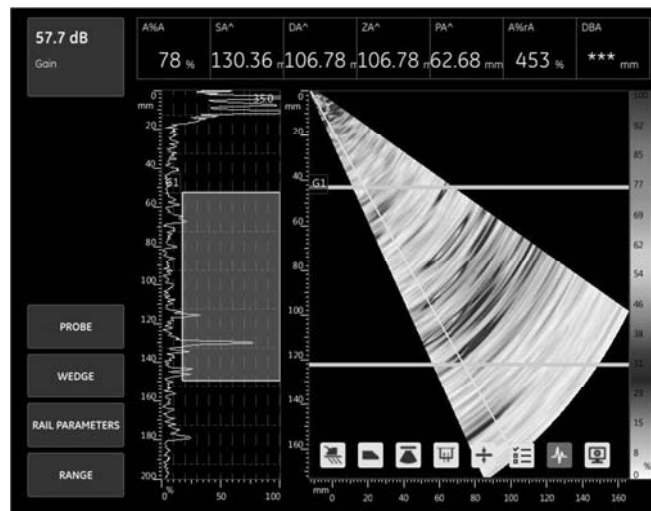 57.7 dB
Gain
A%A
78 %
SA^
130.36
DA^
106.78
ZA^
106.78
PA^
62.68 mm
A%rA
453 %
DBA
*** mm
PROBE
WEDGE
RAIL PARAMETERS
RANGE
0
mm
20
40
60
80
100
120
140
160
180
200
35.0
G1
0
%
50
100
0
mm
20
40
60
80
100
120
140
160
G1
mm
0
20
40
60
80
100
120
140
160
100
92
85
77
69
62
54
46
38
31
23
15
8
0 %